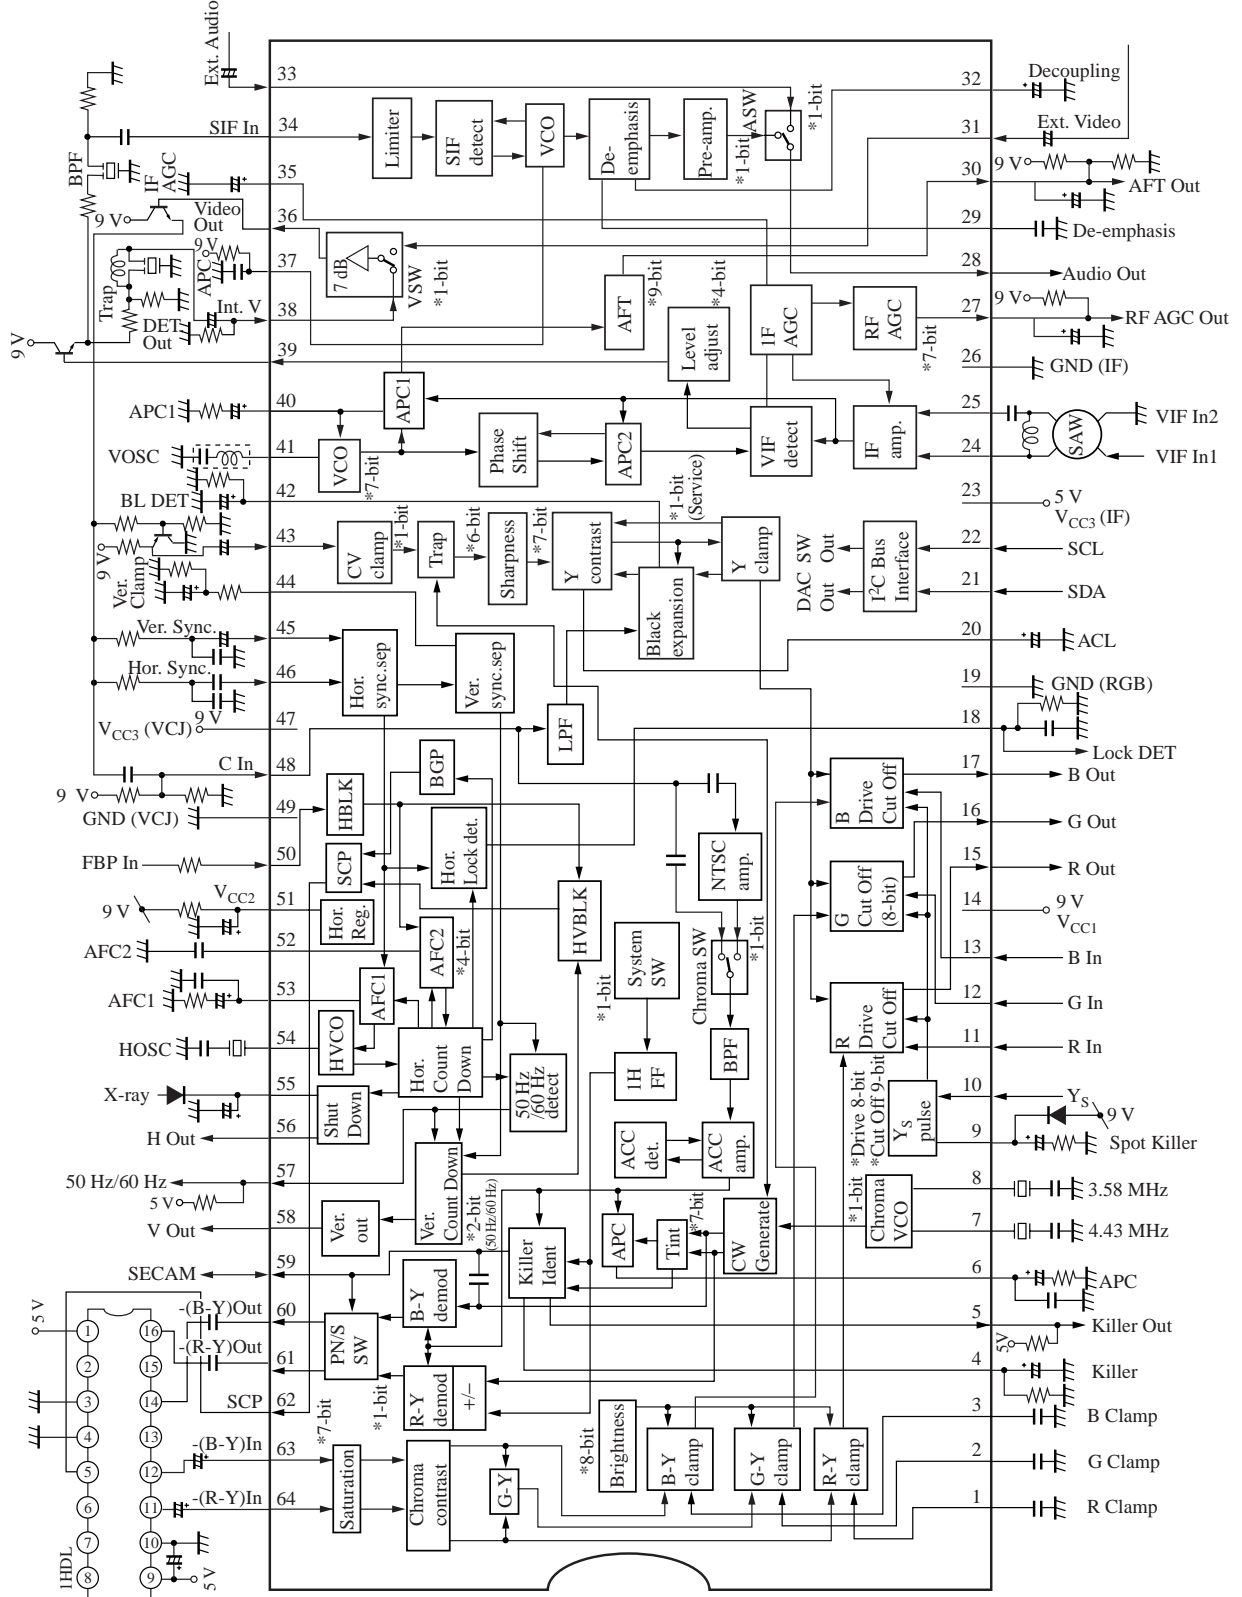 Ext. Audio
33
SIF In
34
BPF
IF
AGC
35
9 V
Video
Out
36
9 V
APC
37
Trap
Int. V
38
DET
Out
9 V
39
APC1
40
VOSC
41
BL DET
42
43
9 V
Ver.
Clamp
44
Ver. Sync.
45
Hor. Sync.
46
9 V
VCC3 (VCJ)
47
C In
48
9 V
GND (VCJ)
49
FBP In
50
VCC2
51
9 V
AFC2
52
AFC1
53
HOSC
54
X-ray
55
H Out
56
50 Hz/60 Hz
57
5 V
V Out
58
SECAM
59
-(B-Y)Out
60
-(R-Y)Out
61
SCP
62
-(B-Y)In
63
-(R-Y)In
64
5 V
1
2
3
4
5
6
7
8
16
15
14
13
12
11
10
9
1HDL
5 V
Limiter
SIF
detect
VCO
De-
emphasis
Pre-amp.
*1-bit
ASW
*1-bit
7 dB
VSW
*1-bit
AFT
*9-bit
Level
adjust
*4-bit
1F
AGC
RF
AGC
*7-bit
APC1
VCO
*7-bit
Phase
Shift
APC2
VIF
detect
IF
amp.
CV
clamp
*1-bit
Trap
*6-bit
Sharpness
*7-bit
Y
contrast
*1-bit
(Service)
Black
expansion
Y
clamp
DAC SW
Out Out
I2C Bus
Interface
Hor.
sync.sep
Ver.
sync.sep
LPF
BGP
HBLK
SCP
Hor.
Lock det.
Hor.
Reg.
AFC2
*4-bit
HVBLK
AFC1
HVCO
Hor.
Count
Down
Shut
Down
50 Hz
/60 Hz
detect
*1-bit
System
SW
1H
FF
NTSC
amp.
Chroma SW
*1-bit
BPF
ACC
det.
ACC
amp.
B
Drive
Cut Off
G
Cut Off
(8-bit)
R
Drive
Cut Off
*Drive 8-bit
*Cut Off 9-bit
YS
pulse
Ver.
out
Ver.
Count Down
*2-bit
(50 Hz/60 Hz)
Killer
Ident
APC
Tint
*7-bit
CW
Generate
*1-bit
Chroma
VCO
B-Y
demod
PN/S
SW
*1-bit
R-Y
demod
+/–
*7-bit
Saturation
Chroma
contrast
G-Y
*8-bit
Brightness
B-Y
clamp
G-Y
clamp
R-Y
clamp
32
Decoupling
31
Ext. Video
9 V
30
AFT Out
29
De-emphasis
28
Audio Out
9 V
27
RF AGC Out
26
GND (IF)
25
VIF In2
SAW
24
VIF In1
23
5 V
VCC3 (IF)
22
SCL
21
SDA
20
ACL
19
GND (RGB)
18
Lock DET
17
B Out
16
G Out
15
R Out
14
9 V
VCC1
13
B In
12
G In
11
R In
10
YS
9 V
9
Spot Killer
8
3.58 MHz
7
4.43 MHz
6
APC
5
Killer Out
5V
4
Killer
3
B Clamp
2
G Clamp
1
R Clamp